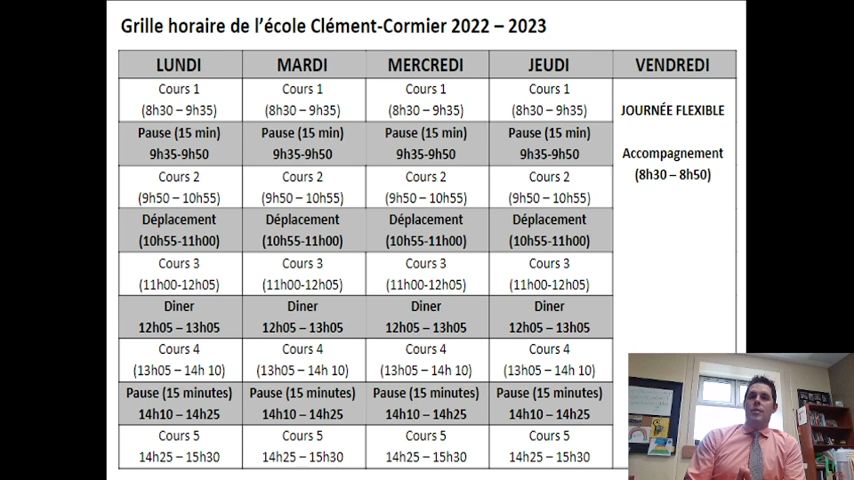 Grille horaire de l'école Clément-Cormier 2022 – 2023
LUNDI MARDI MERCREDI JEUDI VENDREDI
Cours 1 Cours 1 Cours 1 Cours 1
(8h30 – 9h35) (8h30 – 9h35) (8h30 – 9h35) (8h30 – 9h35) JOURNÉE FLEXIBLE
Pause (15 min) Pause (15 min) Pause (15 min) Pause (15 min)
9h35-9h50 9h35-9h50 9h35-9h50 9h35-9h50 Accompagnement
Cours 2 Cours 2 Cours 2 Cours 2 (8h30 – 8h50)
(9h50 – 10h55) (9h50 – 10h55) (9h50 – 10h55) (9h50 – 10h55)
Déplacement Déplacement Déplacement Déplacement
(10h55-11h00) (10h55-11h00) (10h55-11h00) (10h55-11h00)
Cours 3 Cours 3 Cours 3 Cours 3
(11h00-12h05) (11h00-12h05) (11h00-12h05) (11h00-12h05)
Diner Diner Diner Diner
12h05 – 13h05 12h05 – 13h05 12h05 – 13h05 12h05 – 13h05
Cours 4 Cours 4 Cours 4 Cours 4
(13h05 – 14h 10) (13h05 – 14h 10) (13h05 – 14h 10) (13h05 – 14h 10)
Pause (15 minutes) Pause (15 minutes) Pause (15 minutes) Pause (15 minutes)
14h10 – 14h25 14h10 – 14h25 14h10 – 14h25 14h10 – 14h25
Cours 5 Cours 5 Cours 5 Cours 5
14h25 – 15h30 14h25 – 15h30 14h25 – 15h30 14h25 – 15h30